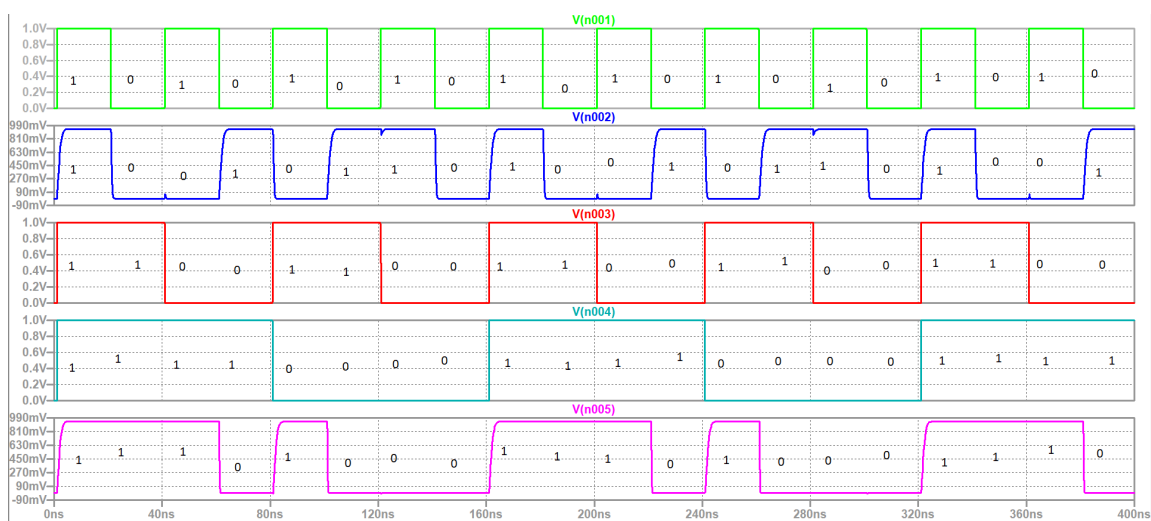 V(n001)
1.0V
0.8V
0.6V
0.4V
0.2V
0.0V
1 0 1 0 1 0 1 0 1 0 1 0 1 0 1 0 1 0 1 0
V(n002)
990mV
810mV
630mV
450mV
270mV
90mV
-90mV
1 0 0 1 0 1 1 0 1 0 0 1 0 1 1 0 1 0 0 1
V(n003)
1.0V
0.8V
0.6V
0.4V
0.2V
0.0V
1 1 0 0 1 1 0 0 1 1 0 0 1 1 0 0 1 1 0 0
V(n004)
1.0V
0.8V
0.6V
0.4V
0.2V
0.0V
1 1 1 1 0 0 0 0 1 1 1 1 0 0 0 0 1 1 1 1
V(n005)
990mV
810mV
630mV
450mV
270mV
90mV
-90mV
1 1 1 0 1 0 0 0 1 1 1 0 1 0 0 0 1 1 1 0
0ns 40ns 80ns 120ns 160ns 200ns 240ns 280ns 320ns 360ns 400ns